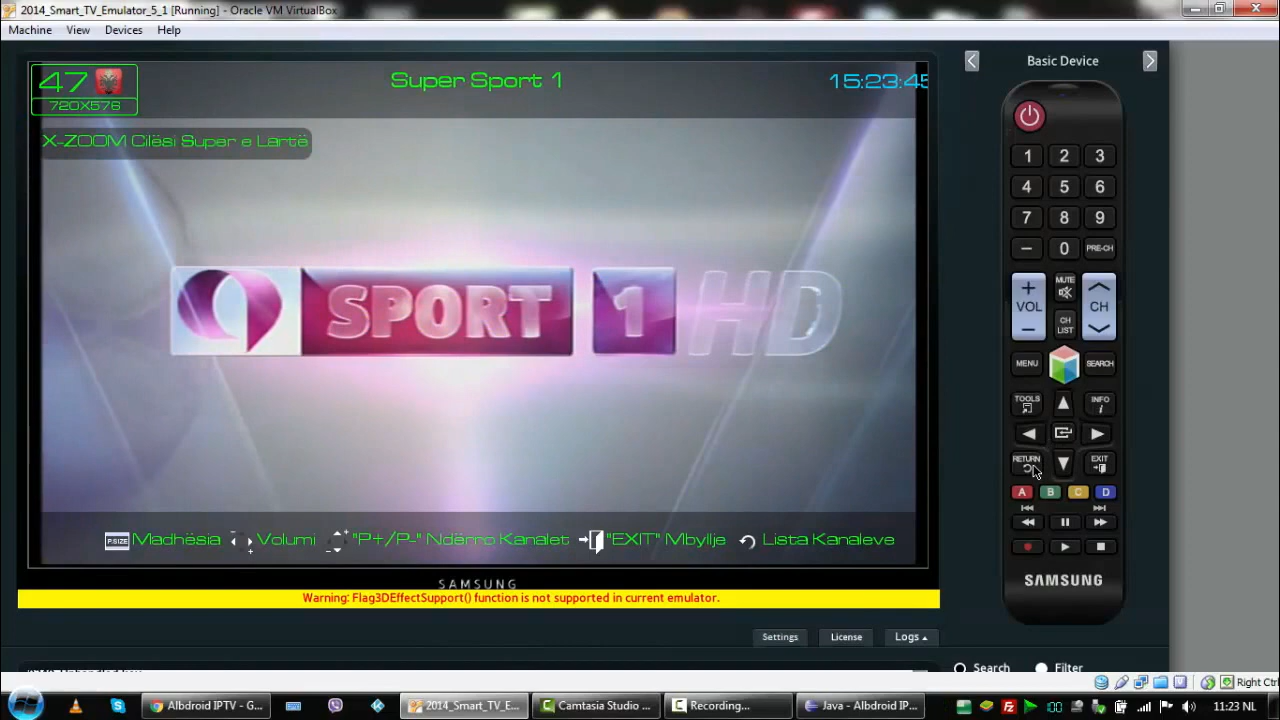 2014_Smart_TV_Emulator_5_1 [Running] - Oracle VM VirtualBox
Machine View Devices Help
47
720X576
Super Sport 1
15:23:45
X-ZOOM Cilësi Super e Lartë
SPORT 1 HD
P.SIZE Madhësia Volumi "P+/P-" Ndërro Kanalet "EXIT" Mbyllje Lista Kanaleve
SAMSUNG
Warning: Flag3DEffectSupport() function is not supported in current emulator.
Settings License Logs
Search Filter
Basic Device
1 2 3
4 5 6
7 8 9
− 0 PRE-CH
+ VOL −
MUTE
CH LIST
CH
MENU SEARCH
TOOLS INFO
i
RETURN EXIT
A B C D
SAMSUNG
Right Ctrl
Albdroid IPTV - G...
2014_Smart_TV_E...
Camtasia Studio ...
Recording...
Java - Albdroid IP...
11:23 NL